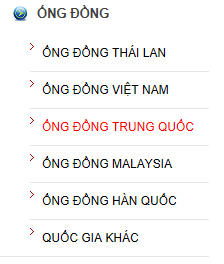 ỐNG ĐỒNG
ỐNG ĐỒNG THÁI LAN
ỐNG ĐỒNG VIỆT NAM
ỐNG ĐỒNG TRUNG QUỐC
ỐNG ĐỒNG MALAYSIA
ỐNG ĐỒNG HÀN QUỐC
QUỐC GIA KHÁC